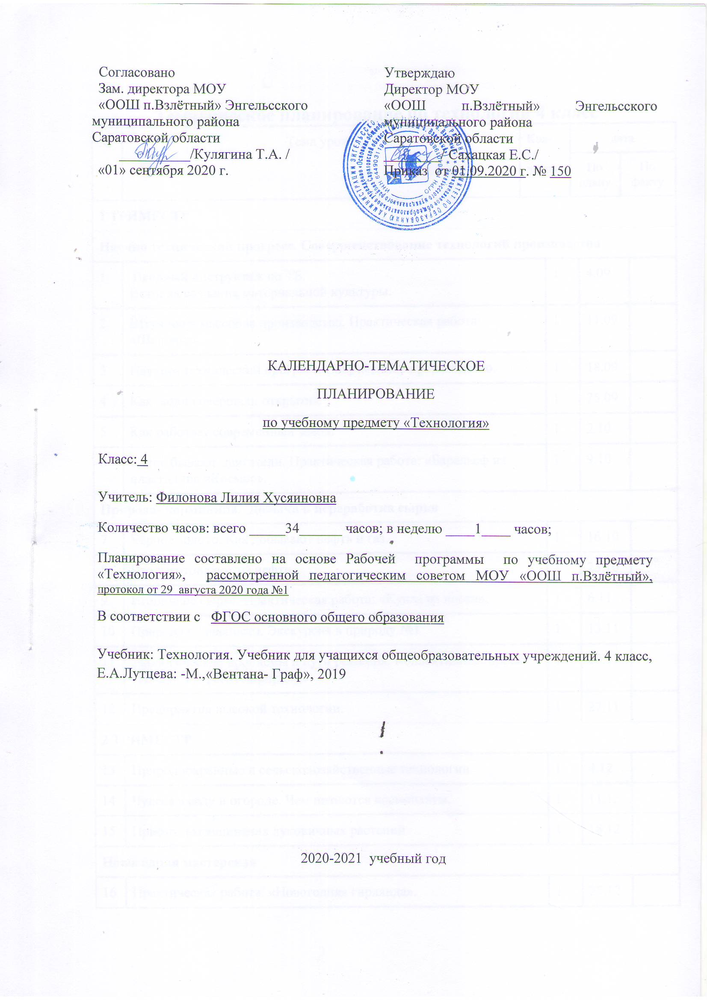 Согласовано
Зам. директора МОУ
«ООШ п.Взлётный» Энгельсского
муниципального района
Саратовской области
__________/Кулягина Т.А. /
«01» сентября 2020 г.
Утверждаю
Директор МОУ
«ООШ п.Взлётный» Энгельсского
муниципального района
Саратовской области
________/ Сахацкая Е.С./
Приказ от 01.09.2020 г. № 150
КАЛЕНДАРНО-ТЕМАТИЧЕСКОЕ
ПЛАНИРОВАНИЕ
по учебному предмету «Технология»
Класс: 4
Учитель: Филонова Лилия Хусяиновна
Количество часов: всего _____34______ часов; в неделю ____1____ часов;
Планирование составлено на основе Рабочей программы по учебному предмету
«Технология», рассмотренной педагогическим советом МОУ «ООШ п.Взлётный»,
протокол от 29 августа 2020 года №1
В соответствии с ФГОС основного общего образования
Учебник: Технология. Учебник для учащихся общеобразовательных учреждений. 4 класс,
Е.А.Лутцева: -М.,«Вентана- Граф», 2019
2020-2021 учебный год